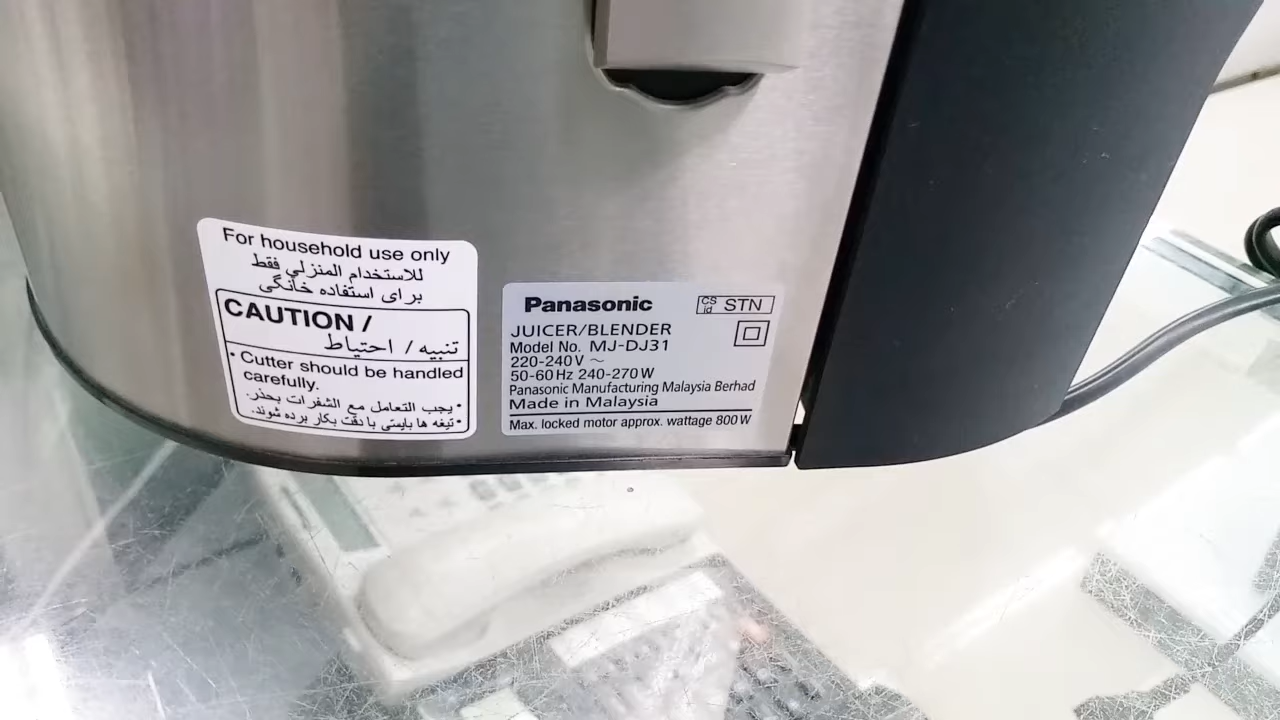 For household use only
للاستخدام المنزلي فقط
برای استفاده خانگی
CAUTION /
تنبيه / احتياط
• Cutter should be handled
carefully.
• يجب التعامل مع الشفرات بحذر.
• تیغه ها بایستی با دقت بکار برده شوند.
Panasonic
CS id STN
JUICER/BLENDER
Model No. MJ-DJ31
220-240V ~
50-60Hz 240-270W
Panasonic Manufacturing Malaysia Berhad
Made in Malaysia
Max. locked motor approx. wattage 800W